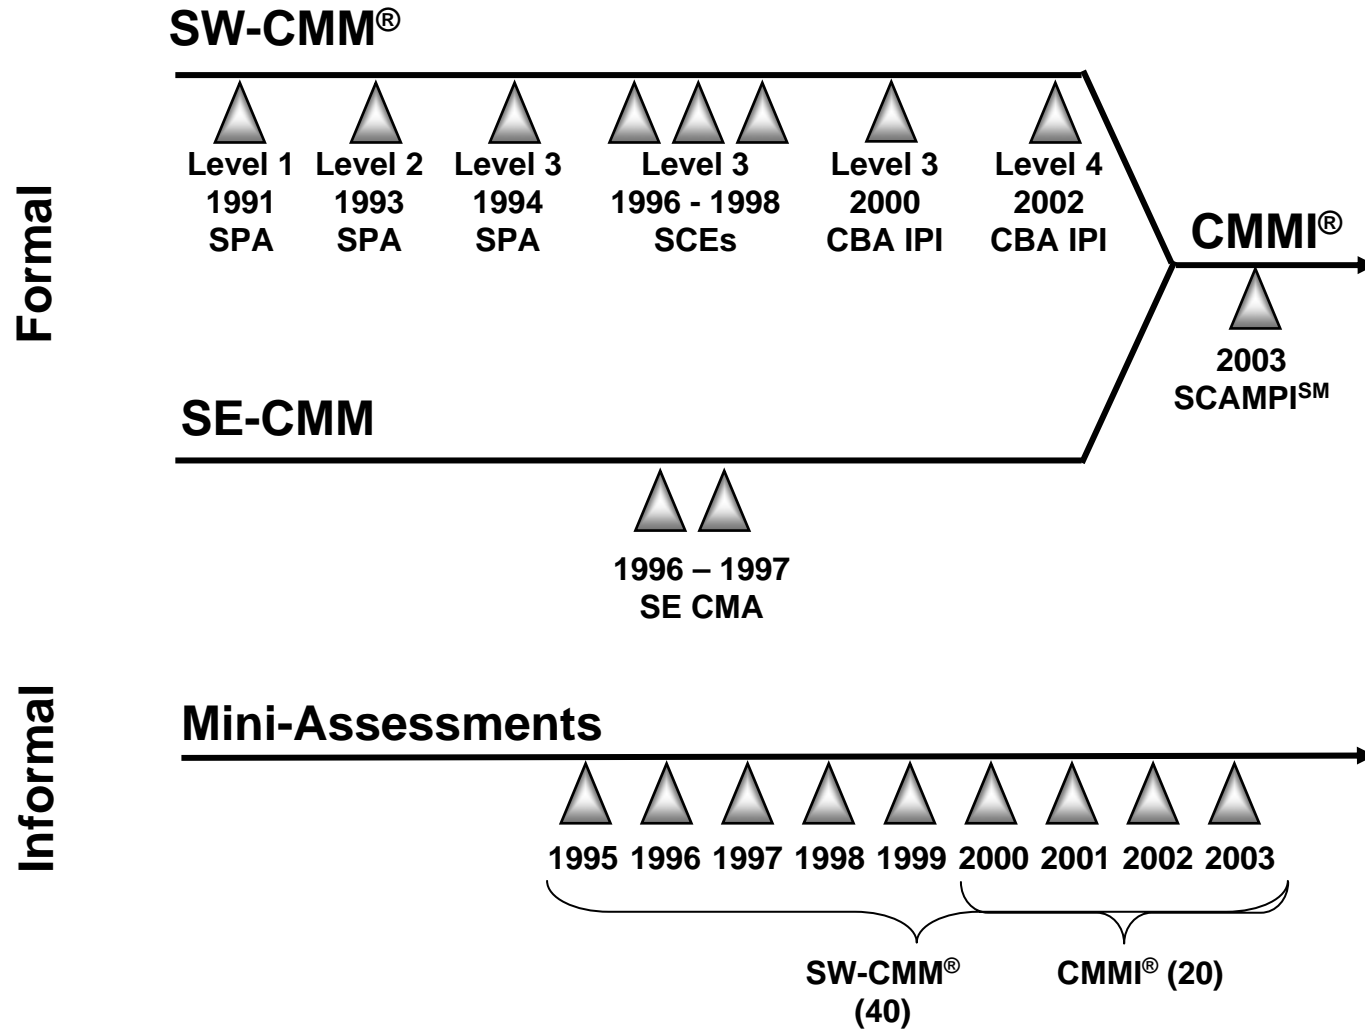 SW-CMM®
Level 1
1991
SPA
Level 2
1993
SPA
Level 3
1994
SPA
Level 3
1996 - 1998
SCEs
Level 3
2000
CBA IPI
Level 4
2002
CBA IPI
CMMI®
2003
SCAMPI℠
Formal
SE-CMM
1996 – 1997
SE CMA
Informal
Mini-Assessments
1995 1996 1997 1998 1999 2000 2001 2002 2003
SW-CMM®
(40)
CMMI® (20)